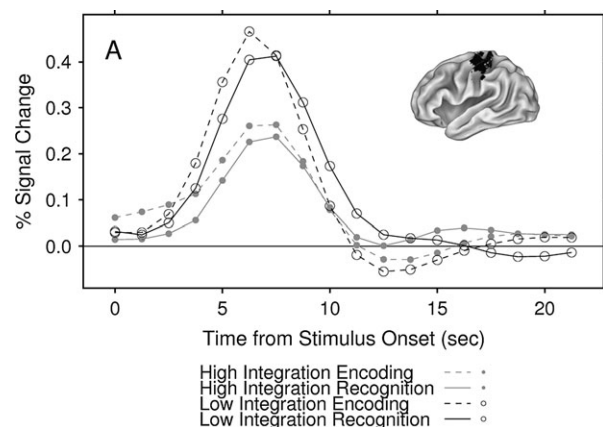 A
% Signal Change
0.4
0.3
0.2
0.1
0.0
0 5 10 15 20
Time from Stimulus Onset (sec)
High Integration Encoding
High Integration Recognition
Low Integration Encoding
Low Integration Recognition